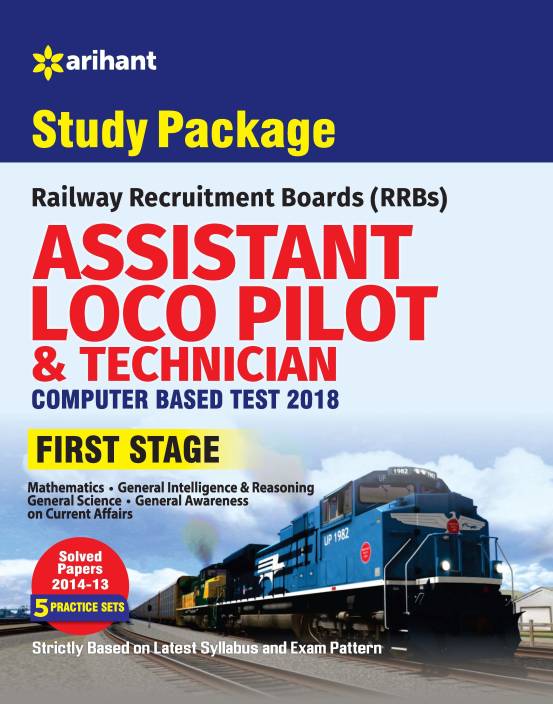 arihant
Study Package
Railway Recruitment Boards (RRBs)
ASSISTANT
LOCO PILOT
& TECHNICIAN
COMPUTER BASED TEST 2018
FIRST STAGE
Mathematics • General Intelligence & Reasoning
General Science • General Awareness
on Current Affairs
Solved
Papers
2014-13
5 PRACTICE SETS
UP 1982
UP 1982
Strictly Based on Latest Syllabus and Exam Pattern